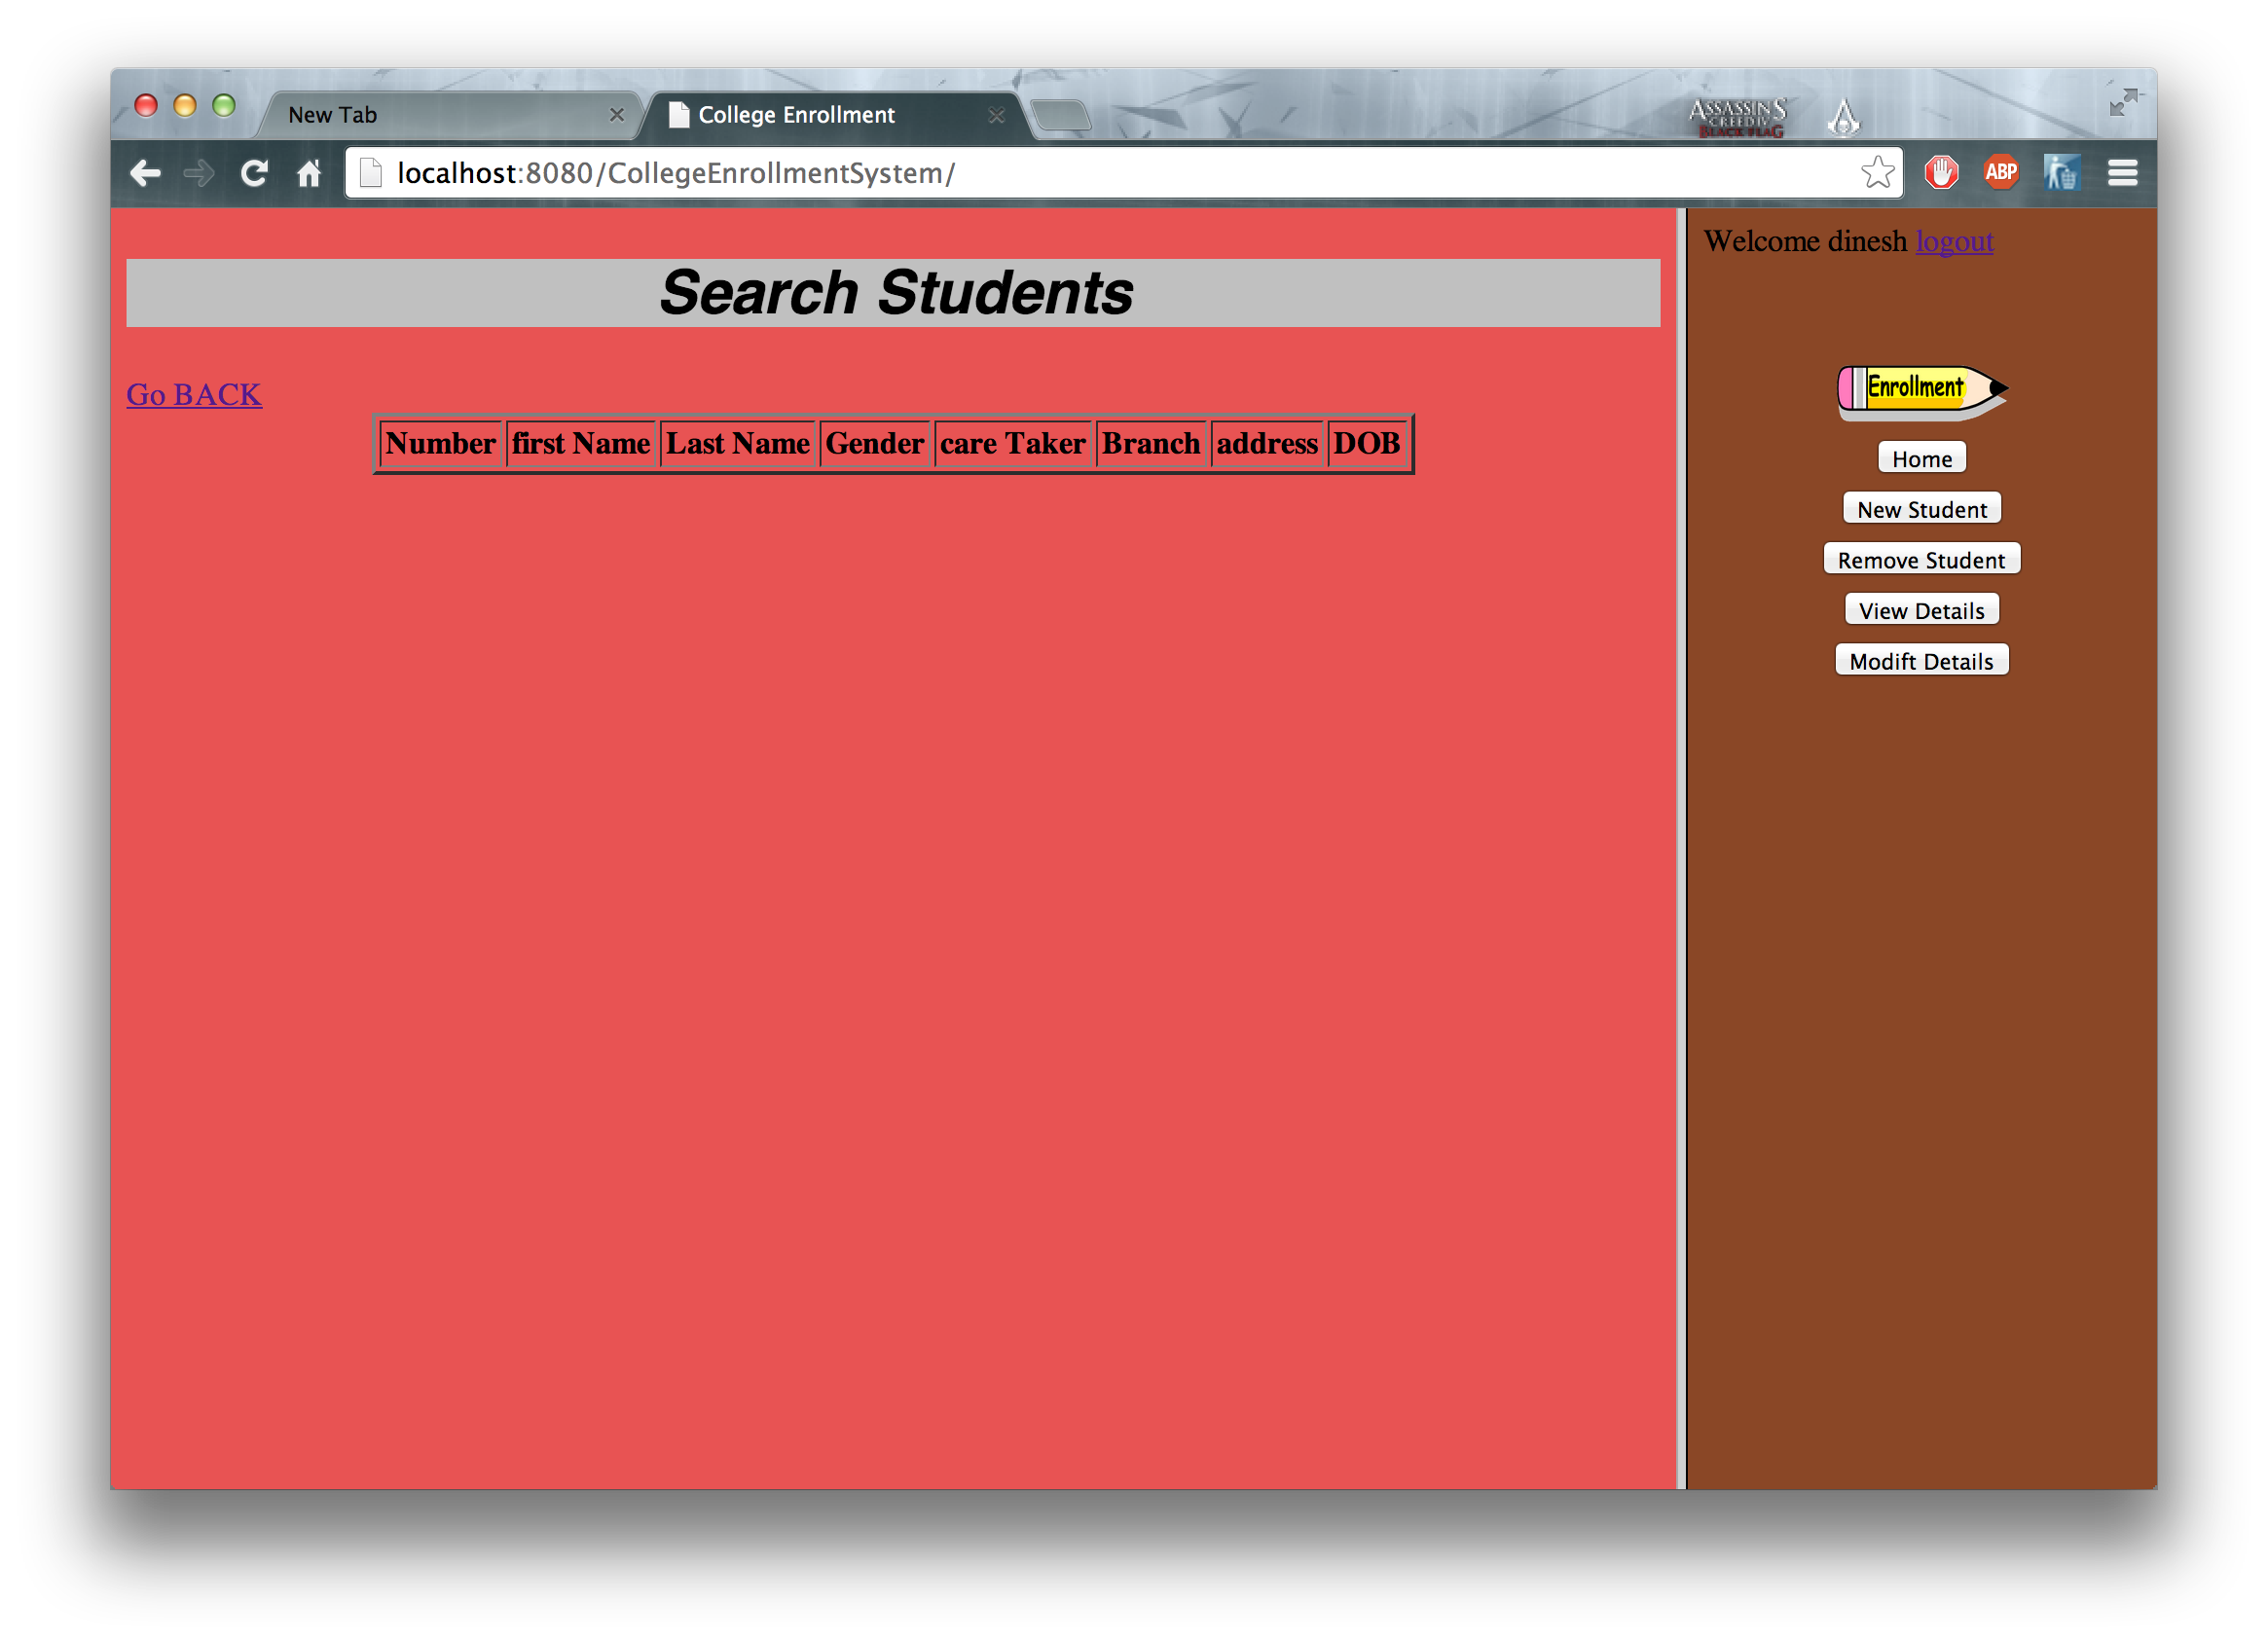 New Tab
College Enrollment
ASSASSIN'S
CREED IV
BLACK FLAG
localhost:8080/CollegeEnrollmentSystem/
ABP
Search Students
Go BACK
Number first Name Last Name Gender care Taker Branch address DOB
Welcome dinesh logout
Enrollment
Home
New Student
Remove Student
View Details
Modift Details